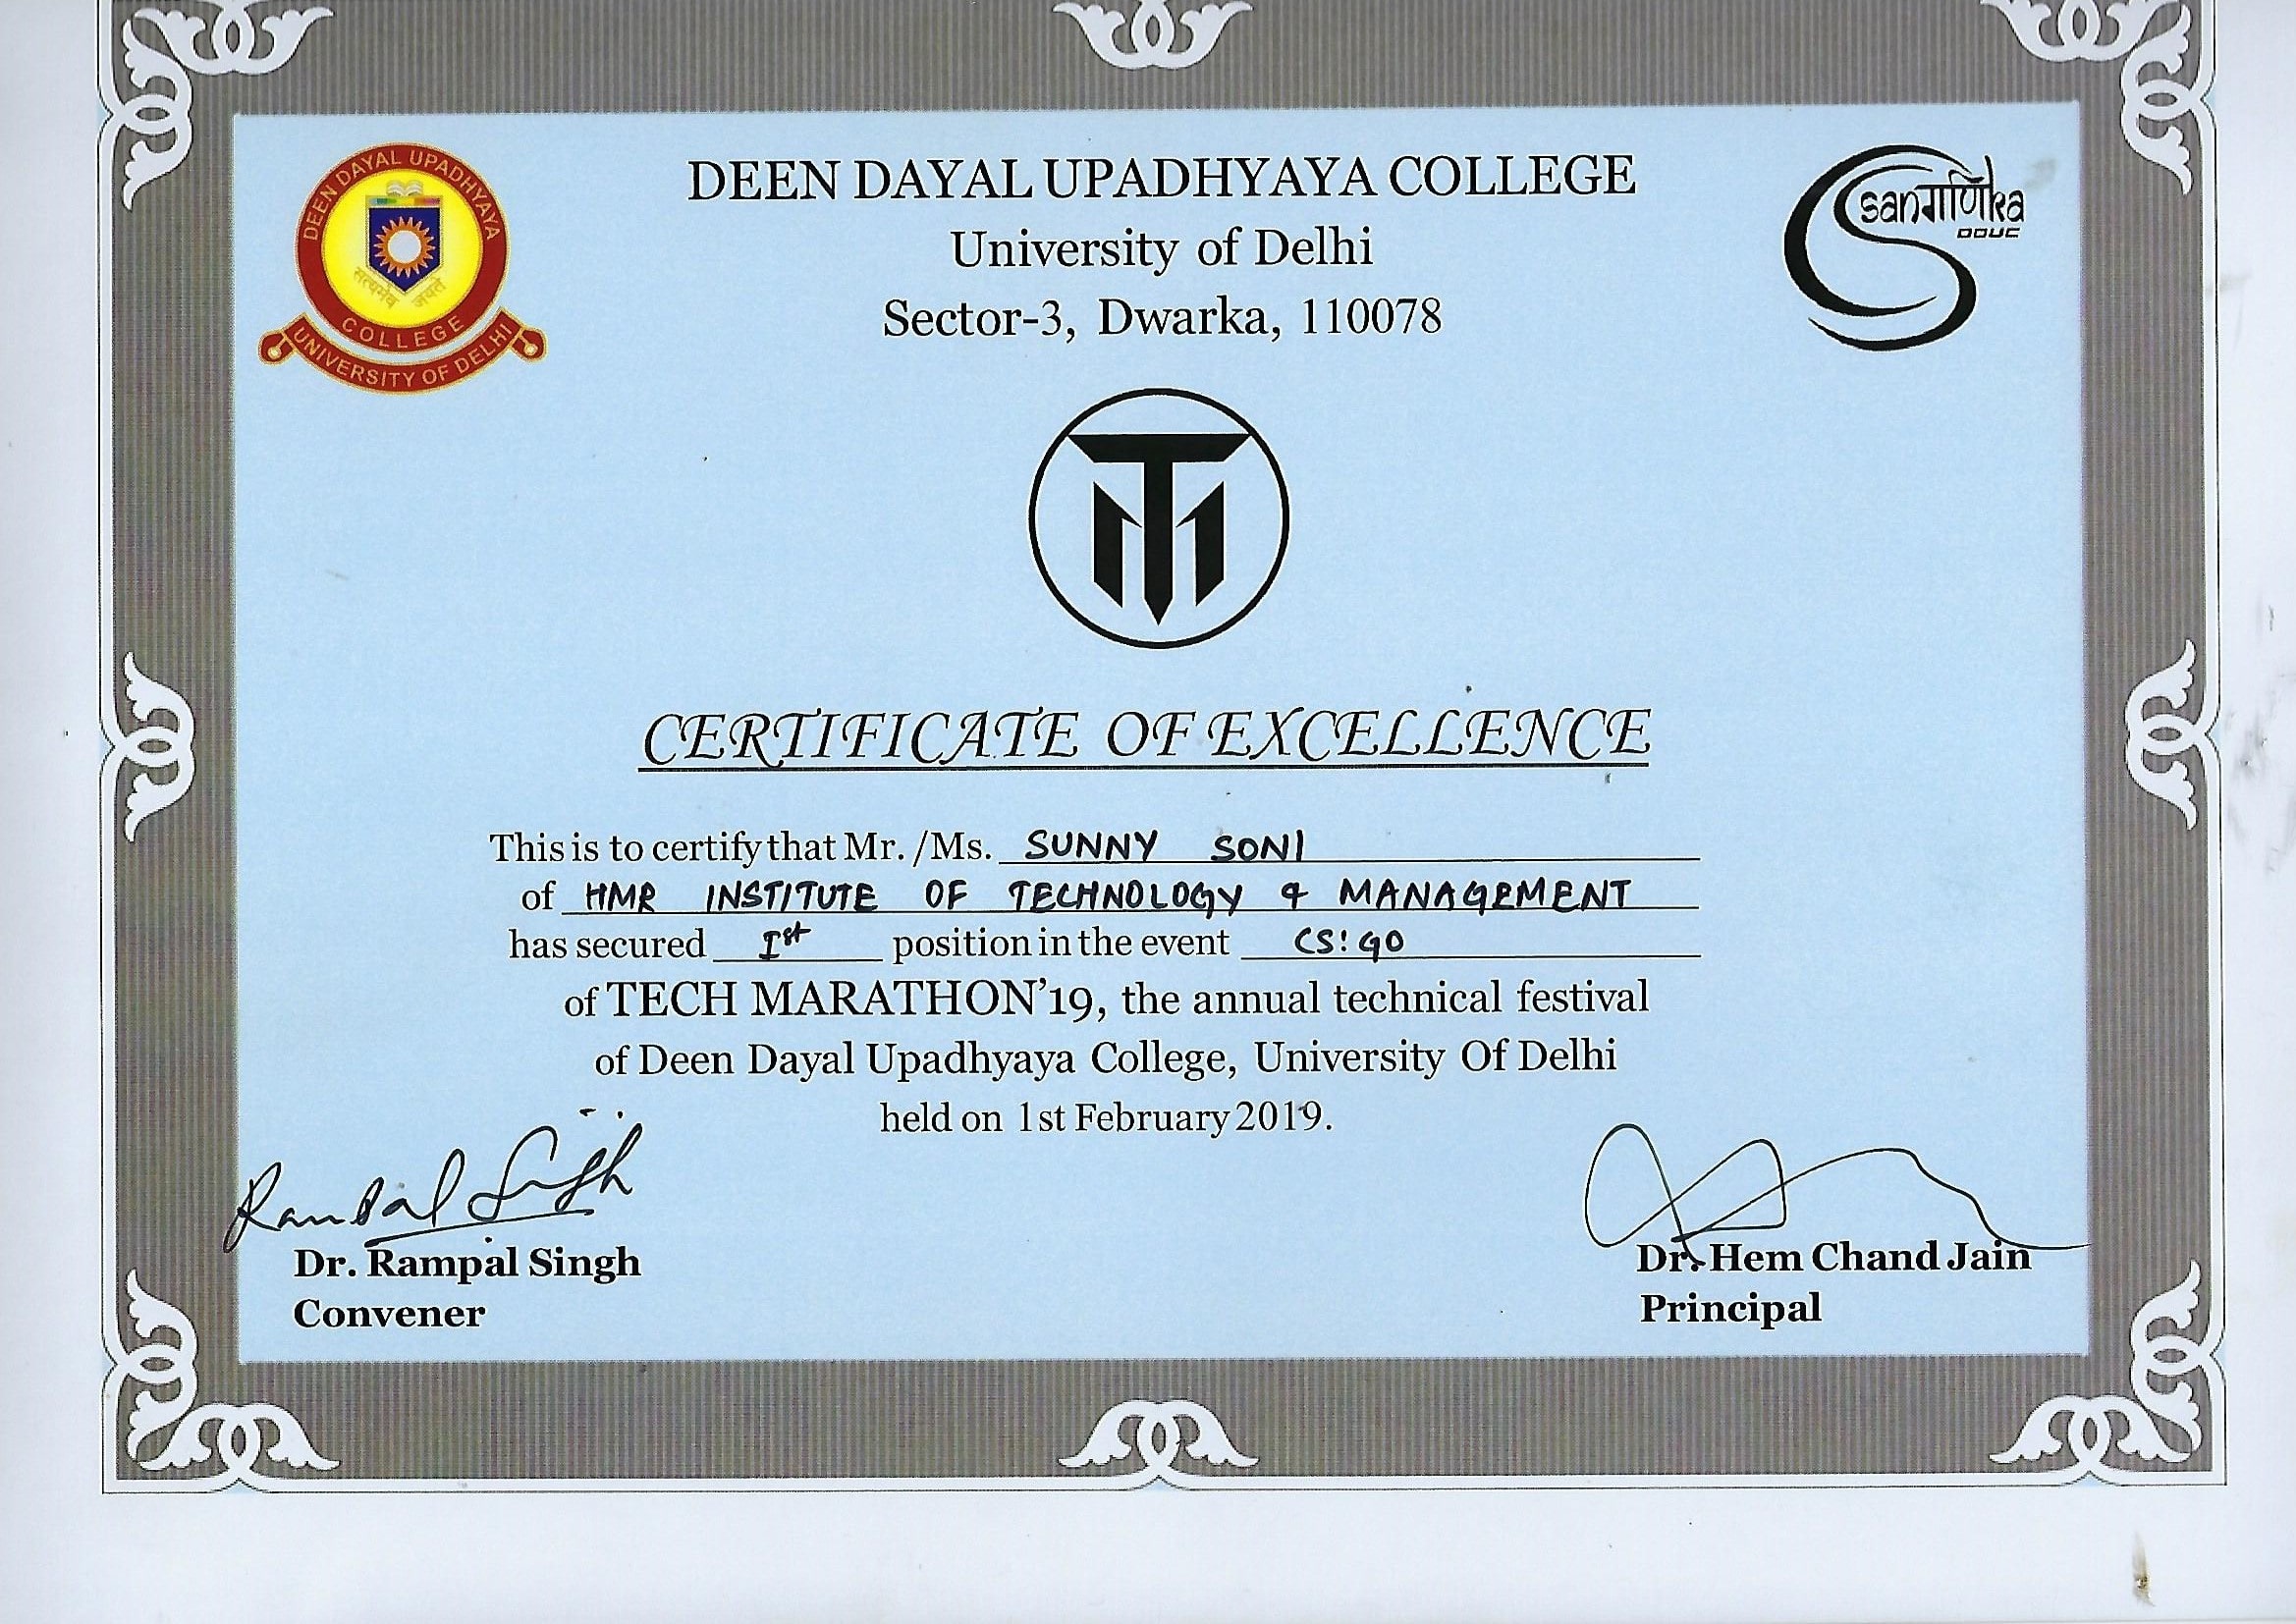 DEEN DAYAL UPADHYAYA COLLEGE
University of Delhi
Sector-3, Dwarka, 110078
DEEN DAYAL UPADHYAYA
COLLEGE
UNIVERSITY OF DELHI
सत्यमेव जयते
sanगणिka
DDUC
TM
CERTIFICATE OF EXCELLENCE
This is to certify that Mr. /Ms. SUNNY SONI
of HMR INSTITUTE OF TECHNOLOGY & MANAGEMENT
has secured Ist position in the event CS:GO
of TECH MARATHON'19, the annual technical festival
of Deen Dayal Upadhyaya College, University Of Delhi
held on 1st February 2019.
Rampal Singh
Dr. Rampal Singh
Convener
Dr. Hem Chand Jain
Principal